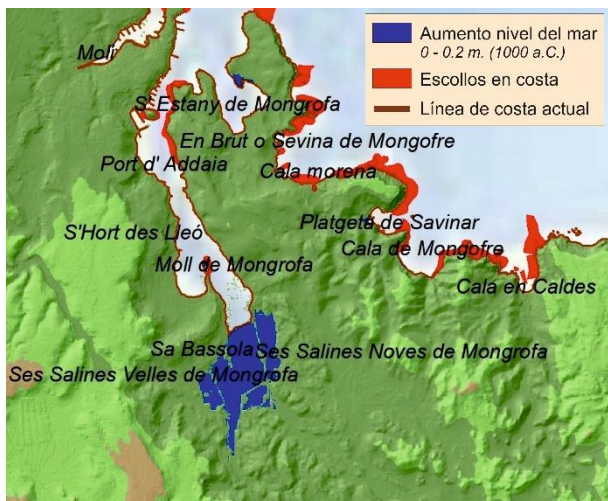 Aumento nivel del mar
0 - 0.2 m. (1000 a.C.)
Escollos en costa
Línea de costa actual
Molí
S'Estany de Mongrofa
En Brut o Sevina de Mongofre
Port d' Addaia
Cala morena
Platgeta de Savinar
S'Hort des Lleó
Cala de Mongofre
Moll de Mongrofa
Cala en Caldes
Sa Bassola
Ses Salines Noves de Mongrofa
Ses Salines Velles de Mongrofa